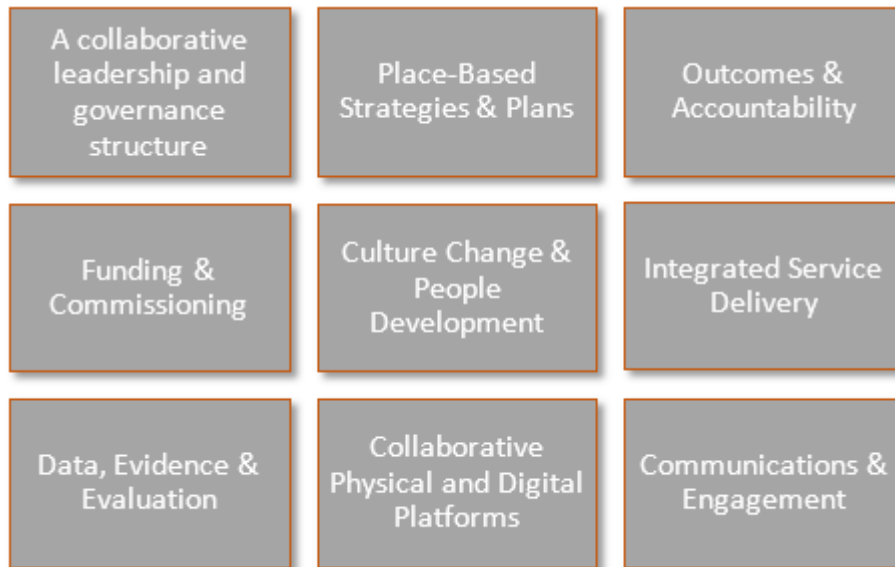 A collaborative
leadership and
governance
structure
Place-Based
Strategies & Plans
Outcomes &
Accountability
Funding &
Commissioning
Culture Change &
People
Development
Integrated Service
Delivery
Data, Evidence &
Evaluation
Collaborative
Physical and Digital
Platforms
Communications &
Engagement